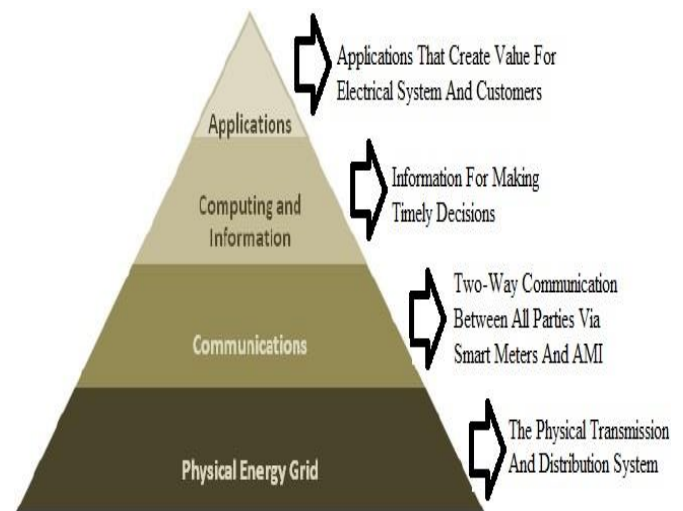 Applications
Applications That Create Value For
Electrical System And Customers
Computing and
Information
Information For Making
Timely Decisions
Communications
Two-Way Communication
Between All Parties Via
Smart Meters And AMI
Physical Energy Grid
The Physical Transmission
And Distribution System